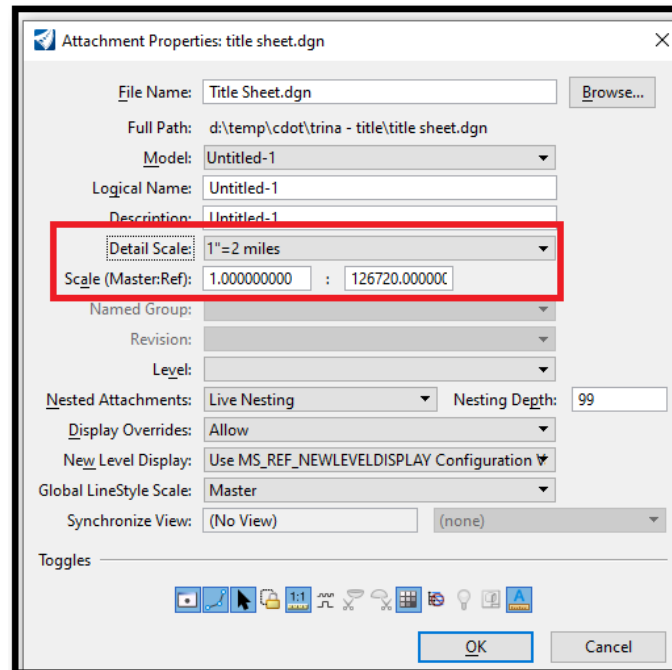 Attachment Properties: title sheet.dgn
File Name: Title Sheet.dgn Browse...
Full Path: d:\temp\cdot\trina - title\title sheet.dgn
Model: Untitled-1
Logical Name: Untitled-1
Description: Untitled-1
Detail Scale: 1"=2 miles
Scale (Master:Ref): 1.000000000 : 126720.000000
Named Group:
Revision:
Level:
Nested Attachments: Live Nesting Nesting Depth: 99
Display Overrides: Allow
New Level Display: Use MS_REF_NEWLEVELDISPLAY Configuration
Global LineStyle Scale: Master
Synchronize View: (No View) (none)
Toggles
1:1
A
OK Cancel